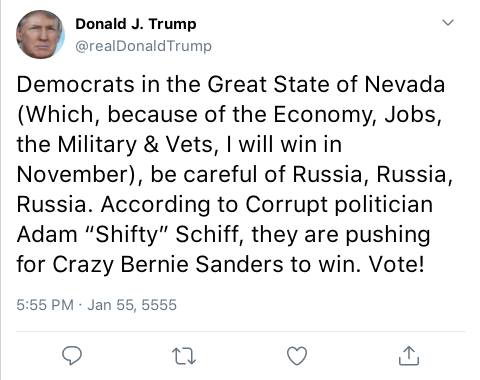 Donald J. Trump
@realDonaldTrump
Democrats in the Great State of Nevada
(Which, because of the Economy, Jobs,
the Military & Vets, I will win in
November), be careful of Russia, Russia,
Russia. According to Corrupt politician
Adam “Shifty” Schiff, they are pushing
for Crazy Bernie Sanders to win. Vote!
5:55 PM · Jan 55, 5555